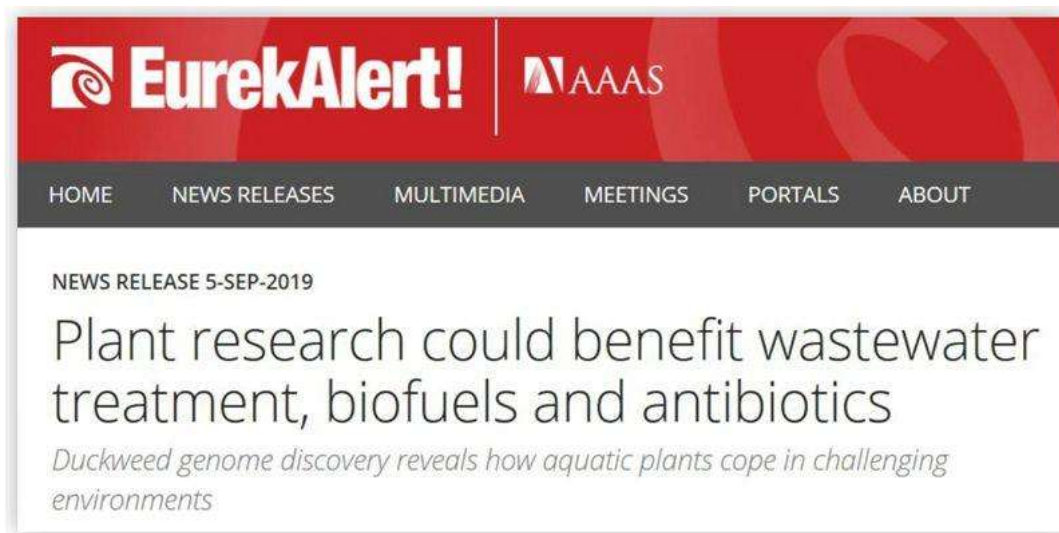 EurekAlert! AAAS
HOME NEWS RELEASES MULTIMEDIA MEETINGS PORTALS ABOUT
NEWS RELEASE 5-SEP-2019
Plant research could benefit wastewater
treatment, biofuels and antibiotics
Duckweed genome discovery reveals how aquatic plants cope in challenging
environments